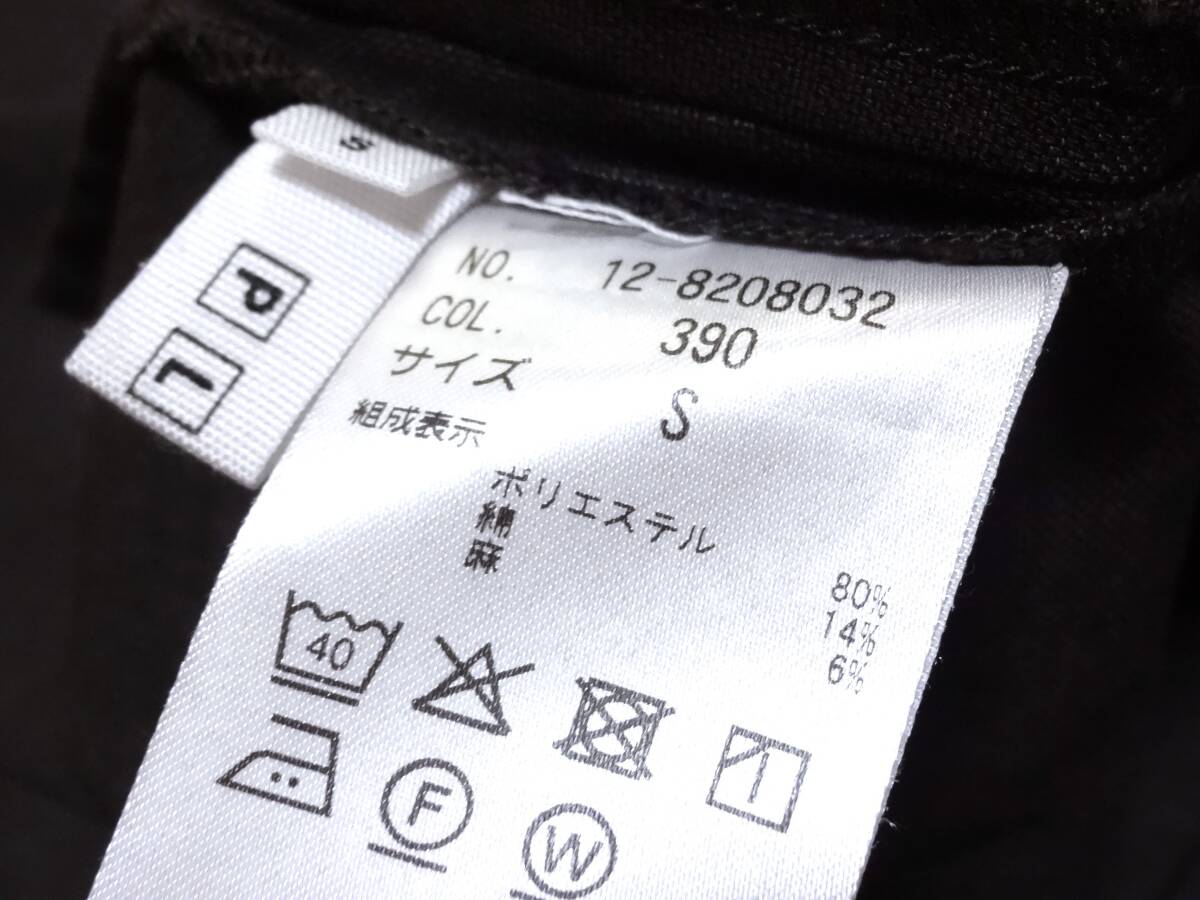 s
P
L
NO. 12-8208032
COL. 390
サイズ S
組成表示
ポリエステル 80%
綿 14%
麻 6%
40
F
W